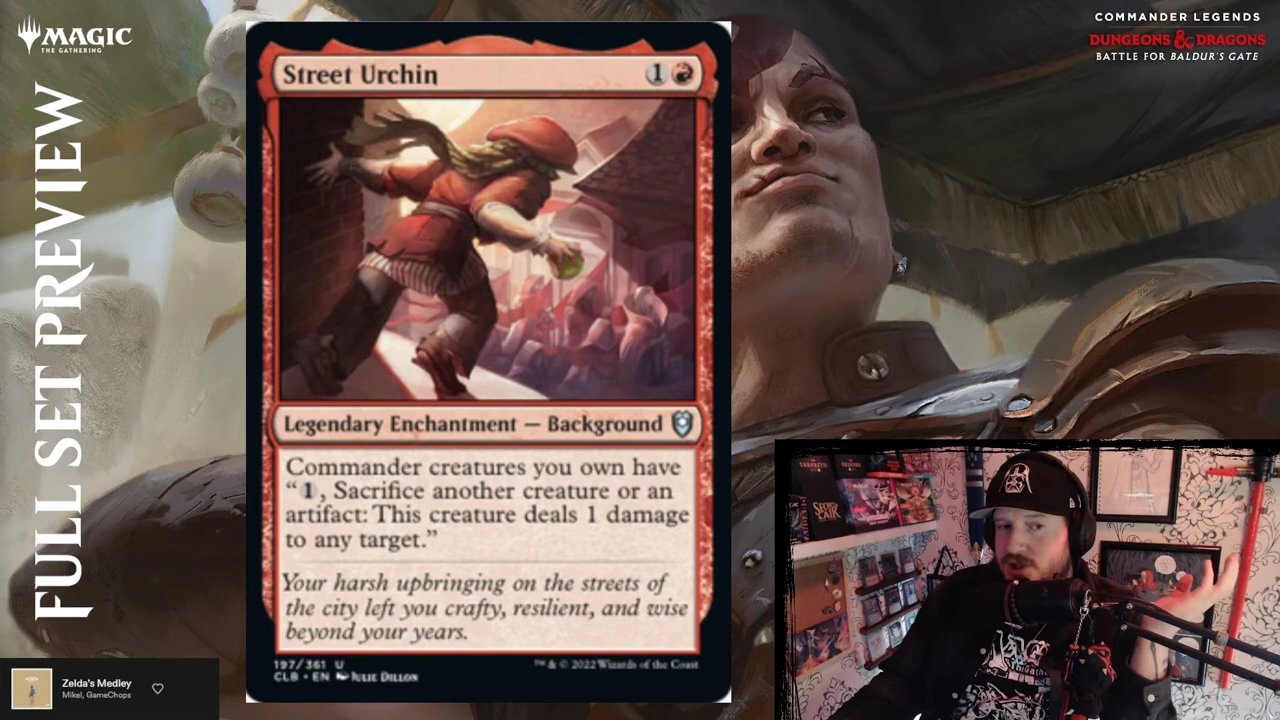 MAGIC
THE GATHERING
FULL SET PREVIEW
Street Urchin
1
Legendary Enchantment — Background
Commander creatures you own have
“1, Sacrifice another creature or an
artifact: This creature deals 1 damage
to any target.”
Your harsh upbringing on the streets of
the city left you crafty, resilient, and wise
beyond your years.
197/361 U
™ & © 2022 Wizards of the Coast
CLB • EN JULIE DILLON
COMMANDER LEGENDS
DUNGEONS & DRAGONS
BATTLE FOR BALDUR'S GATE
SECRET
LAIR
Zelda's Medley
Mikel, GameChops